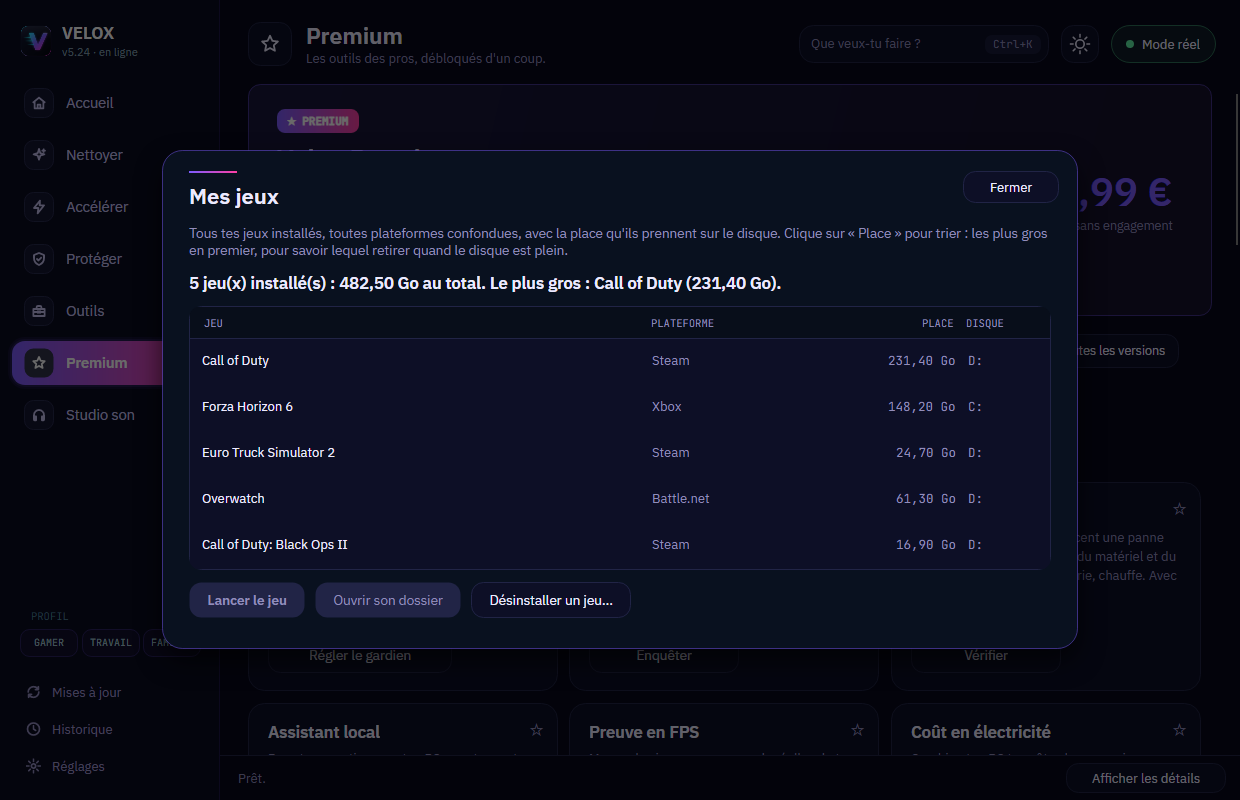 VELOX
v5.24 · en ligne
Accueil
Nettoyer
Accélérer
Protéger
Outils
Premium
Studio son
PROFIL
GAMER
TRAVAIL
Mises à jour
Historique
Réglages
Premium
Les outils des pros, débloqués d'un coup.
Que veux-tu faire ?
Ctrl+K
Mode réel
★ PREMIUM
,99 €
sans engagement
Mes jeux
Fermer
Tous tes jeux installés, toutes plateformes confondues, avec la place qu'ils prennent sur le disque. Clique sur « Place » pour trier : les plus gros
en premier, pour savoir lequel retirer quand le disque est plein.
5 jeu(x) installé(s) : 482,50 Go au total. Le plus gros : Call of Duty (231,40 Go).
JEU PLATEFORME PLACE DISQUE
Call of Duty Steam 231,40 Go D:
Forza Horizon 6 Xbox 148,20 Go C:
Euro Truck Simulator 2 Steam 24,70 Go D:
Overwatch Battle.net 61,30 Go D:
Call of Duty: Black Ops II Steam 16,90 Go D:
Lancer le jeu
Ouvrir son dossier
Désinstaller un jeu...
les versions
une panne
du matériel et du
chauffe. Avec
Régler le gardien
Enquêter
Vérifier
Assistant local
Preuve en FPS
Coût en électricité
Prêt.
Afficher les détails